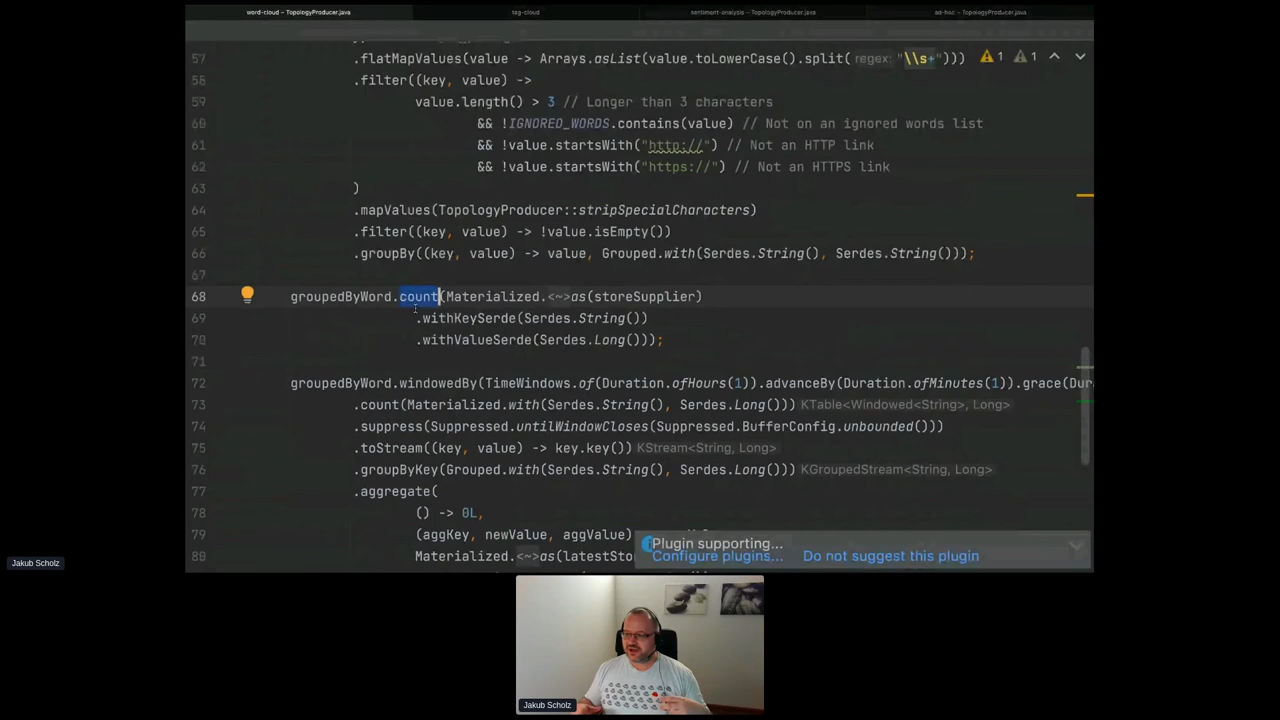 word-cloud – TopologyProducer.java
tag-cloud
sentiment-analysis – TopologyProducer.java
ad-hoc – TopologyProducer.java
57 .flatMapValues(value -> Arrays.asList(value.toLowerCase().split( regex: "\\s+")))
1
1
58 .filter((key, value) ->
59 value.length() > 3 // Longer than 3 characters
60 && !IGNORED_WORDS.contains(value) // Not on an ignored words list
61 && !value.startsWith("http://") // Not an HTTP link
62 && !value.startsWith("https://") // Not an HTTPS link
63 )
64 .mapValues(TopologyProducer::stripSpecialCharacters)
65 .filter((key, value) -> !value.isEmpty())
66 .groupBy((key, value) -> value, Grouped.with(Serdes.String(), Serdes.String()));
67
68 groupedByWord.count(Materialized.<~>as(storeSupplier)
69 .withKeySerde(Serdes.String())
70 .withValueSerde(Serdes.Long()));
71
72 groupedByWord.windowedBy(TimeWindows.of(Duration.ofHours(1)).advanceBy(Duration.ofMinutes(1)).grace(Du
73 .count(Materialized.with(Serdes.String(), Serdes.Long())) KTable<Windowed<String>, Long>
74 .suppress(Suppressed.untilWindowCloses(Suppressed.BufferConfig.unbounded()))
75 .toStream((key, value) -> key.key()) KStream<String, Long>
76 .groupByKey(Grouped.with(Serdes.String(), Serdes.Long())) KGroupedStream<String, Long>
77 .aggregate(
78 () -> 0L,
79 (aggKey, newValue, aggValue)
80 Materialized.<~>as(latestSto
Plugin supporting...
Configure plugins... Do not suggest this plugin
Jakub Scholz
Jakub Scholz